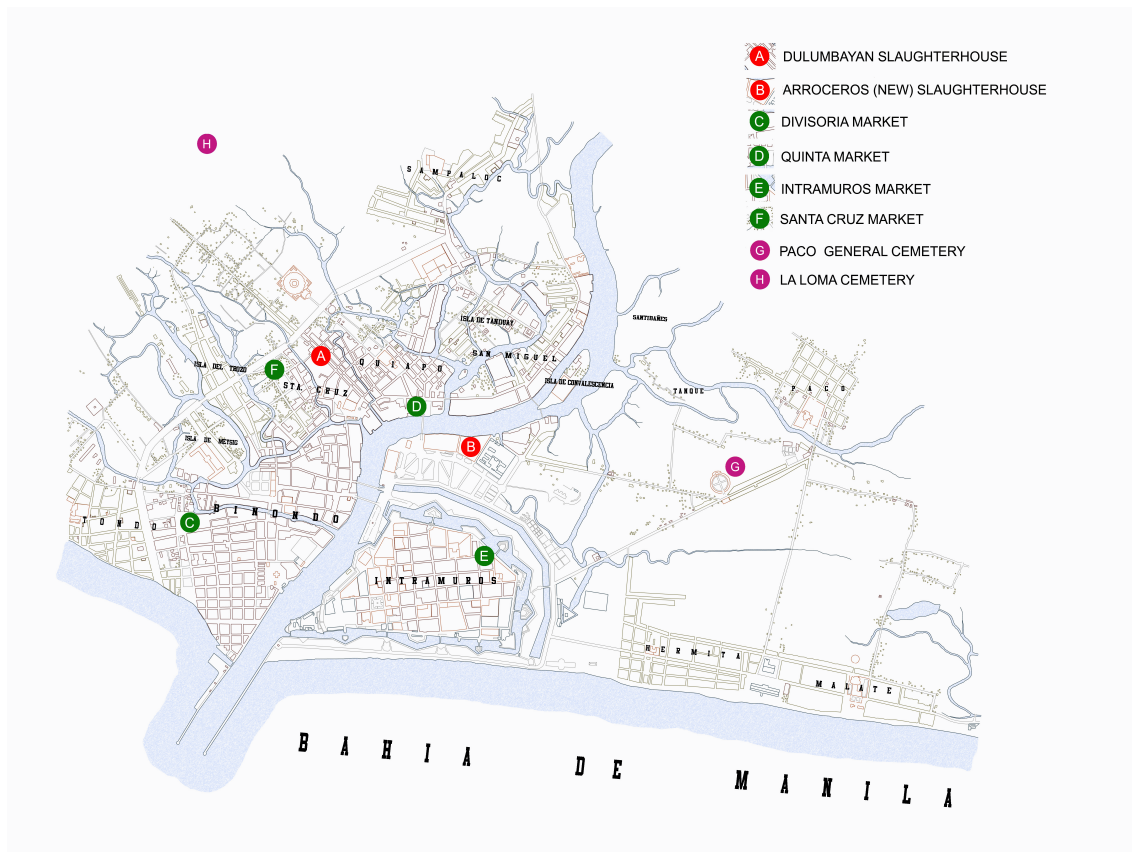 A DULUMBAYAN SLAUGHTERHOUSE
B ARROCEROS (NEW) SLAUGHTERHOUSE
C DIVISORIA MARKET
D QUINTA MARKET
E INTRAMUROS MARKET
F SANTA CRUZ MARKET
G PACO GENERAL CEMETERY
H LA LOMA CEMETERY
H
SAMPALOC
SANTIBAÑES
ISLA DE TANDUAY
A
QUIAPO
SAN MIGUEL
ISLA DEL TROZO
F
STA. CRUZ
ISLA DE CONVALESCENCIA
TANQUE
PACO
D
ISLA DE MEYSIG
B
G
TONDO
C
BINONDO
E
INTRAMUROS
HERMITA
MALATE
BAHIA DE MANILA